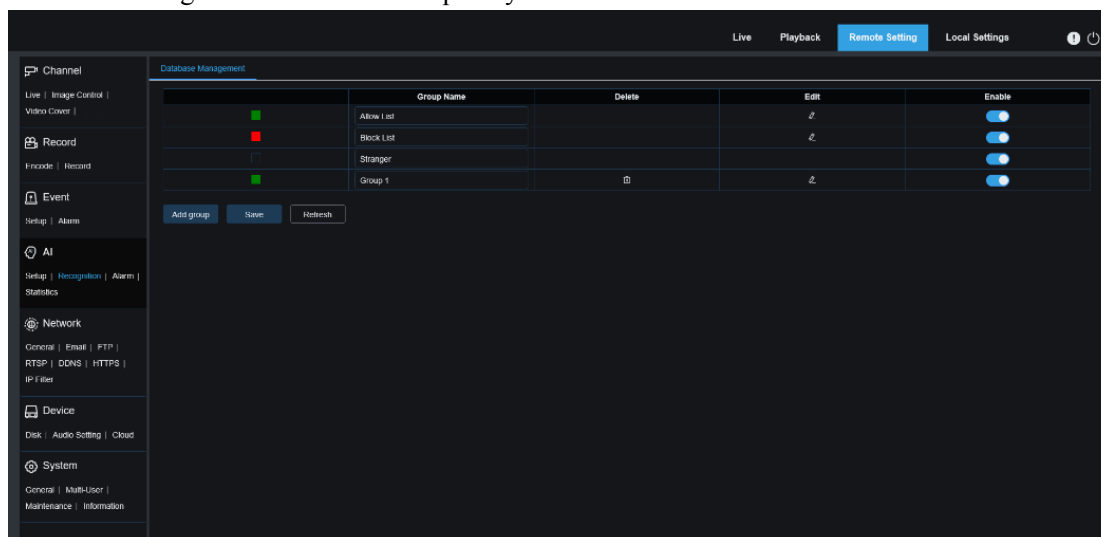 Live Playback Remote Setting Local Settings
Channel
Live | Image Control |
Video Cover |
Record
Encode | Record
Event
Setup | Alarm
AI
Setup | Recognition | Alarm |
Statistics
Network
General | Email | FTP |
RTSP | DDNS | HTTPS |
IP Filter
Device
Disk | Audio Setting | Cloud
System
General | Multi-User |
Maintenance | Information
Database Management
Group Name Delete Edit Enable
Allow List
Block List
Stranger
Group 1
Add group Save Refresh